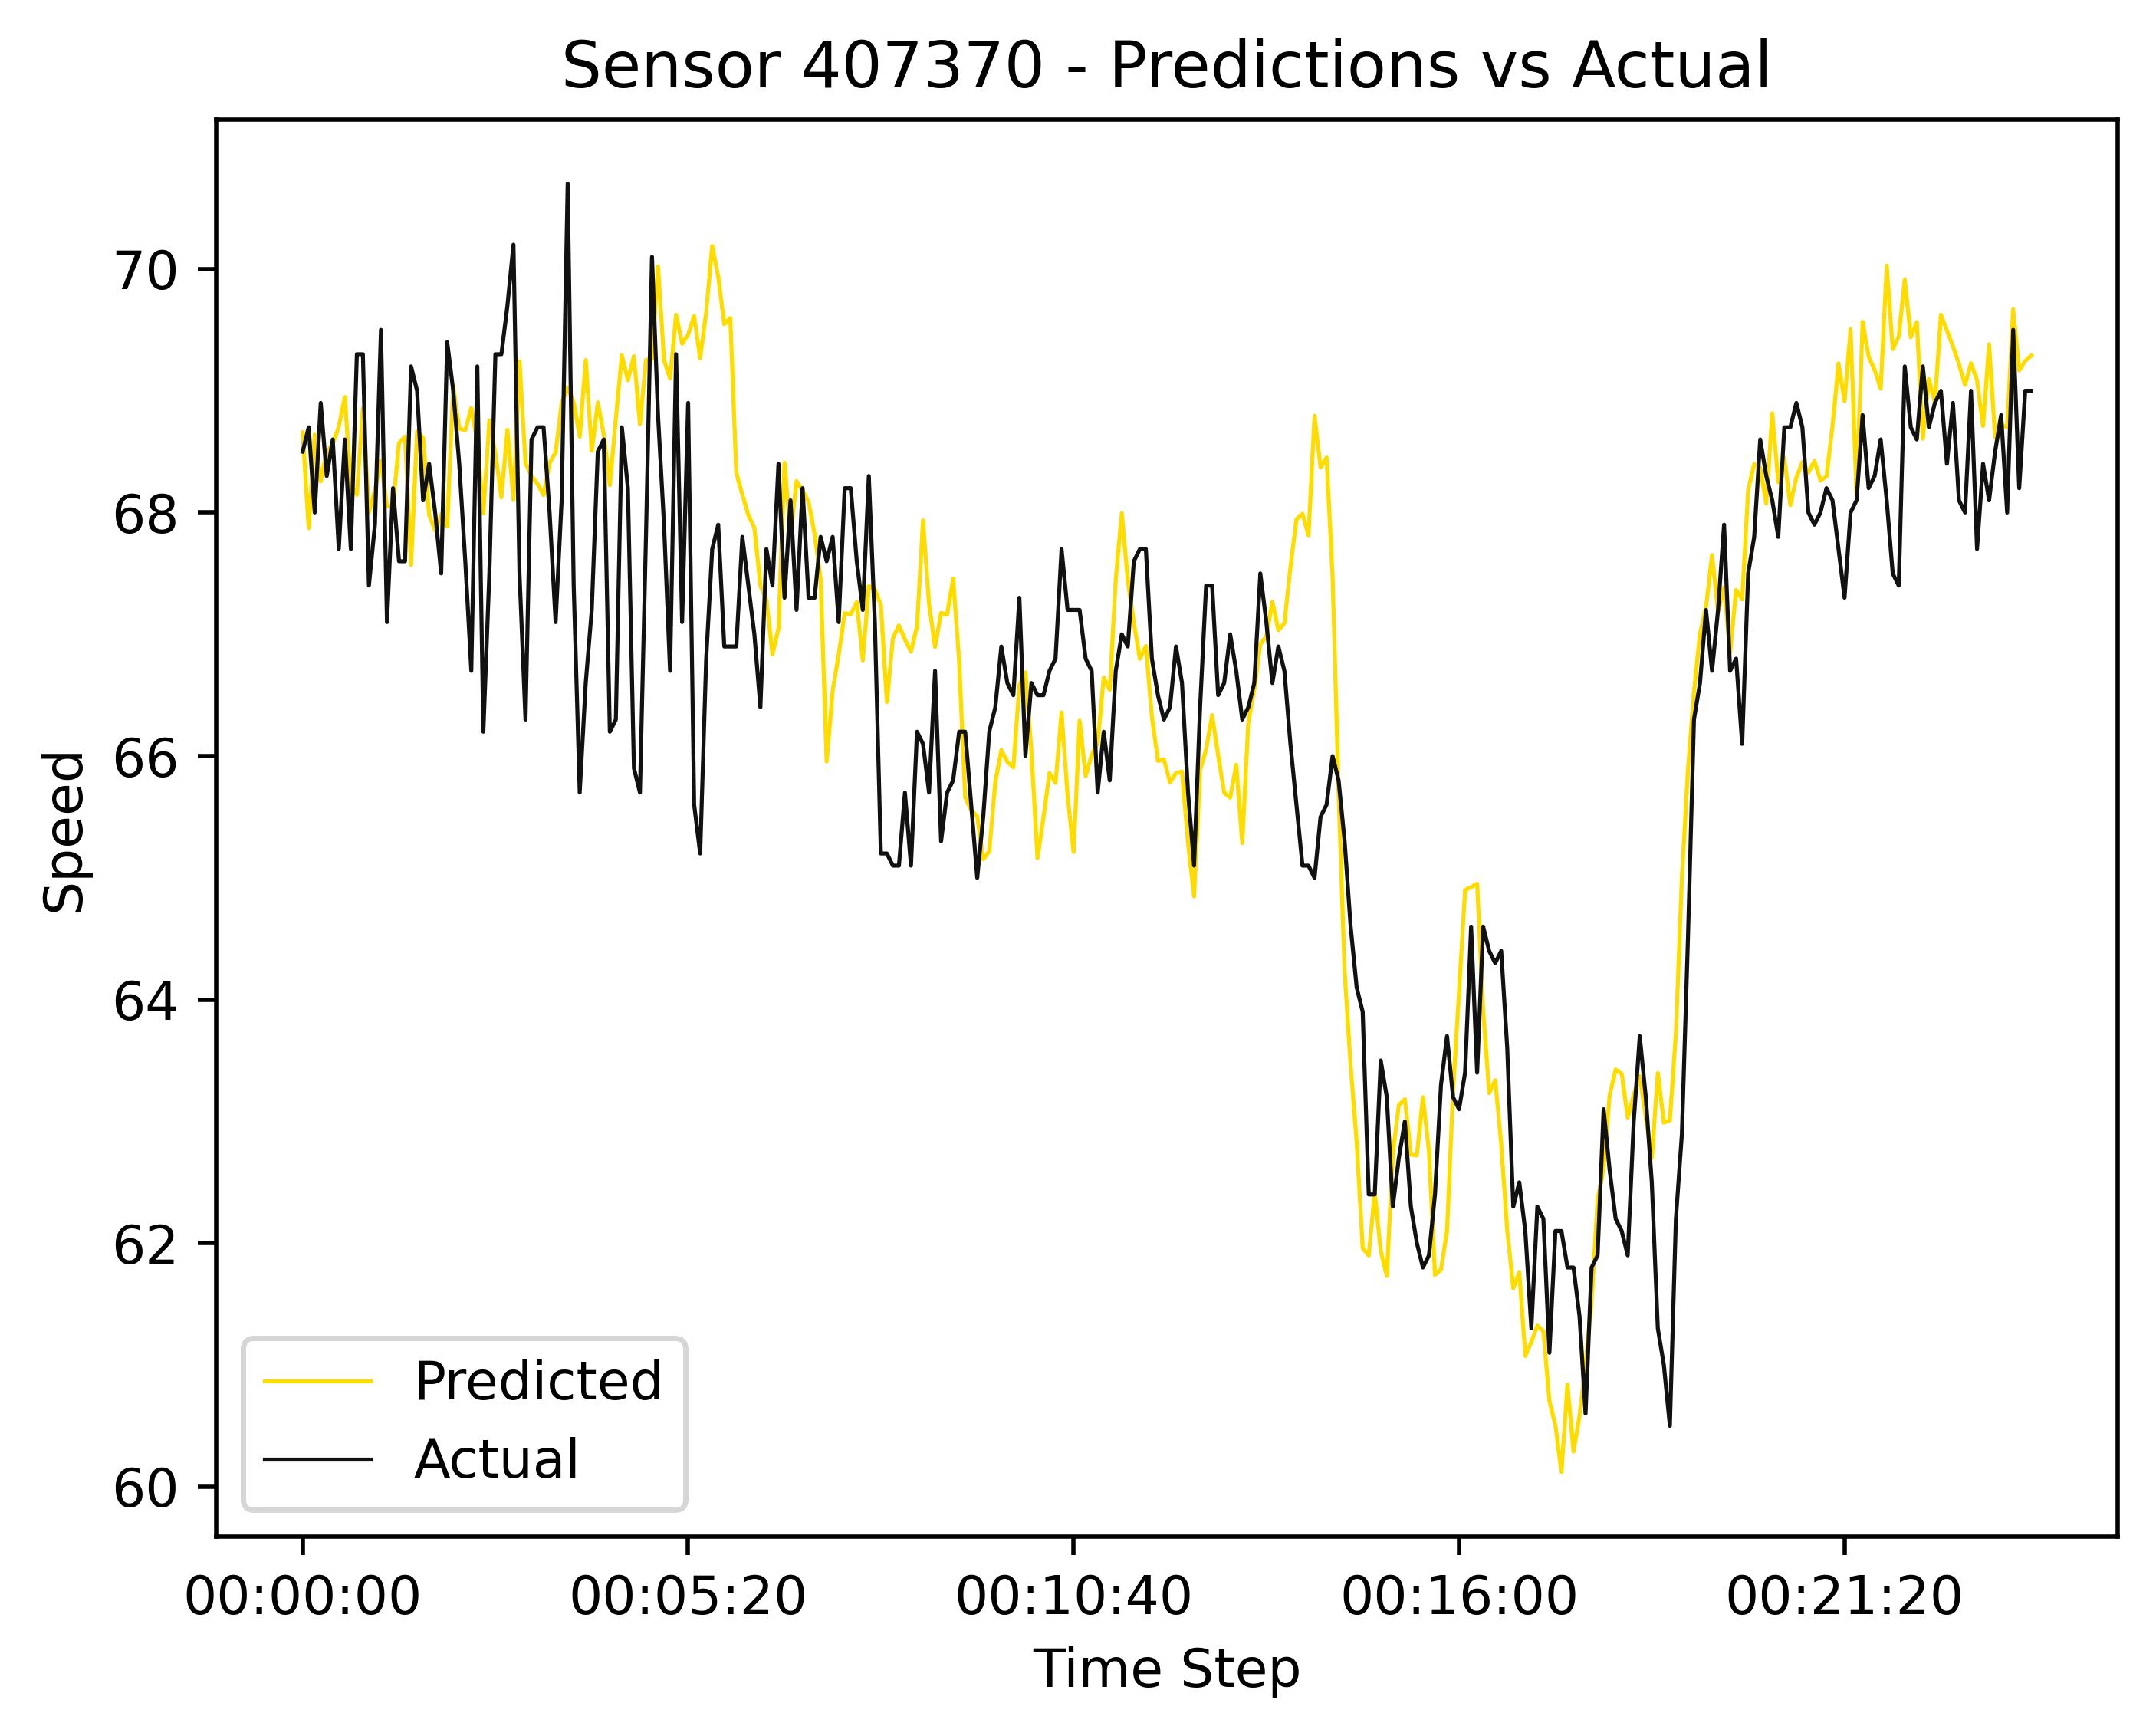 Sensor 407370 - Predictions vs Actual
Speed
70
68
66
64
62
60
Predicted
Actual
00:00:00 00:05:20 00:10:40 00:16:00 00:21:20
Time Step